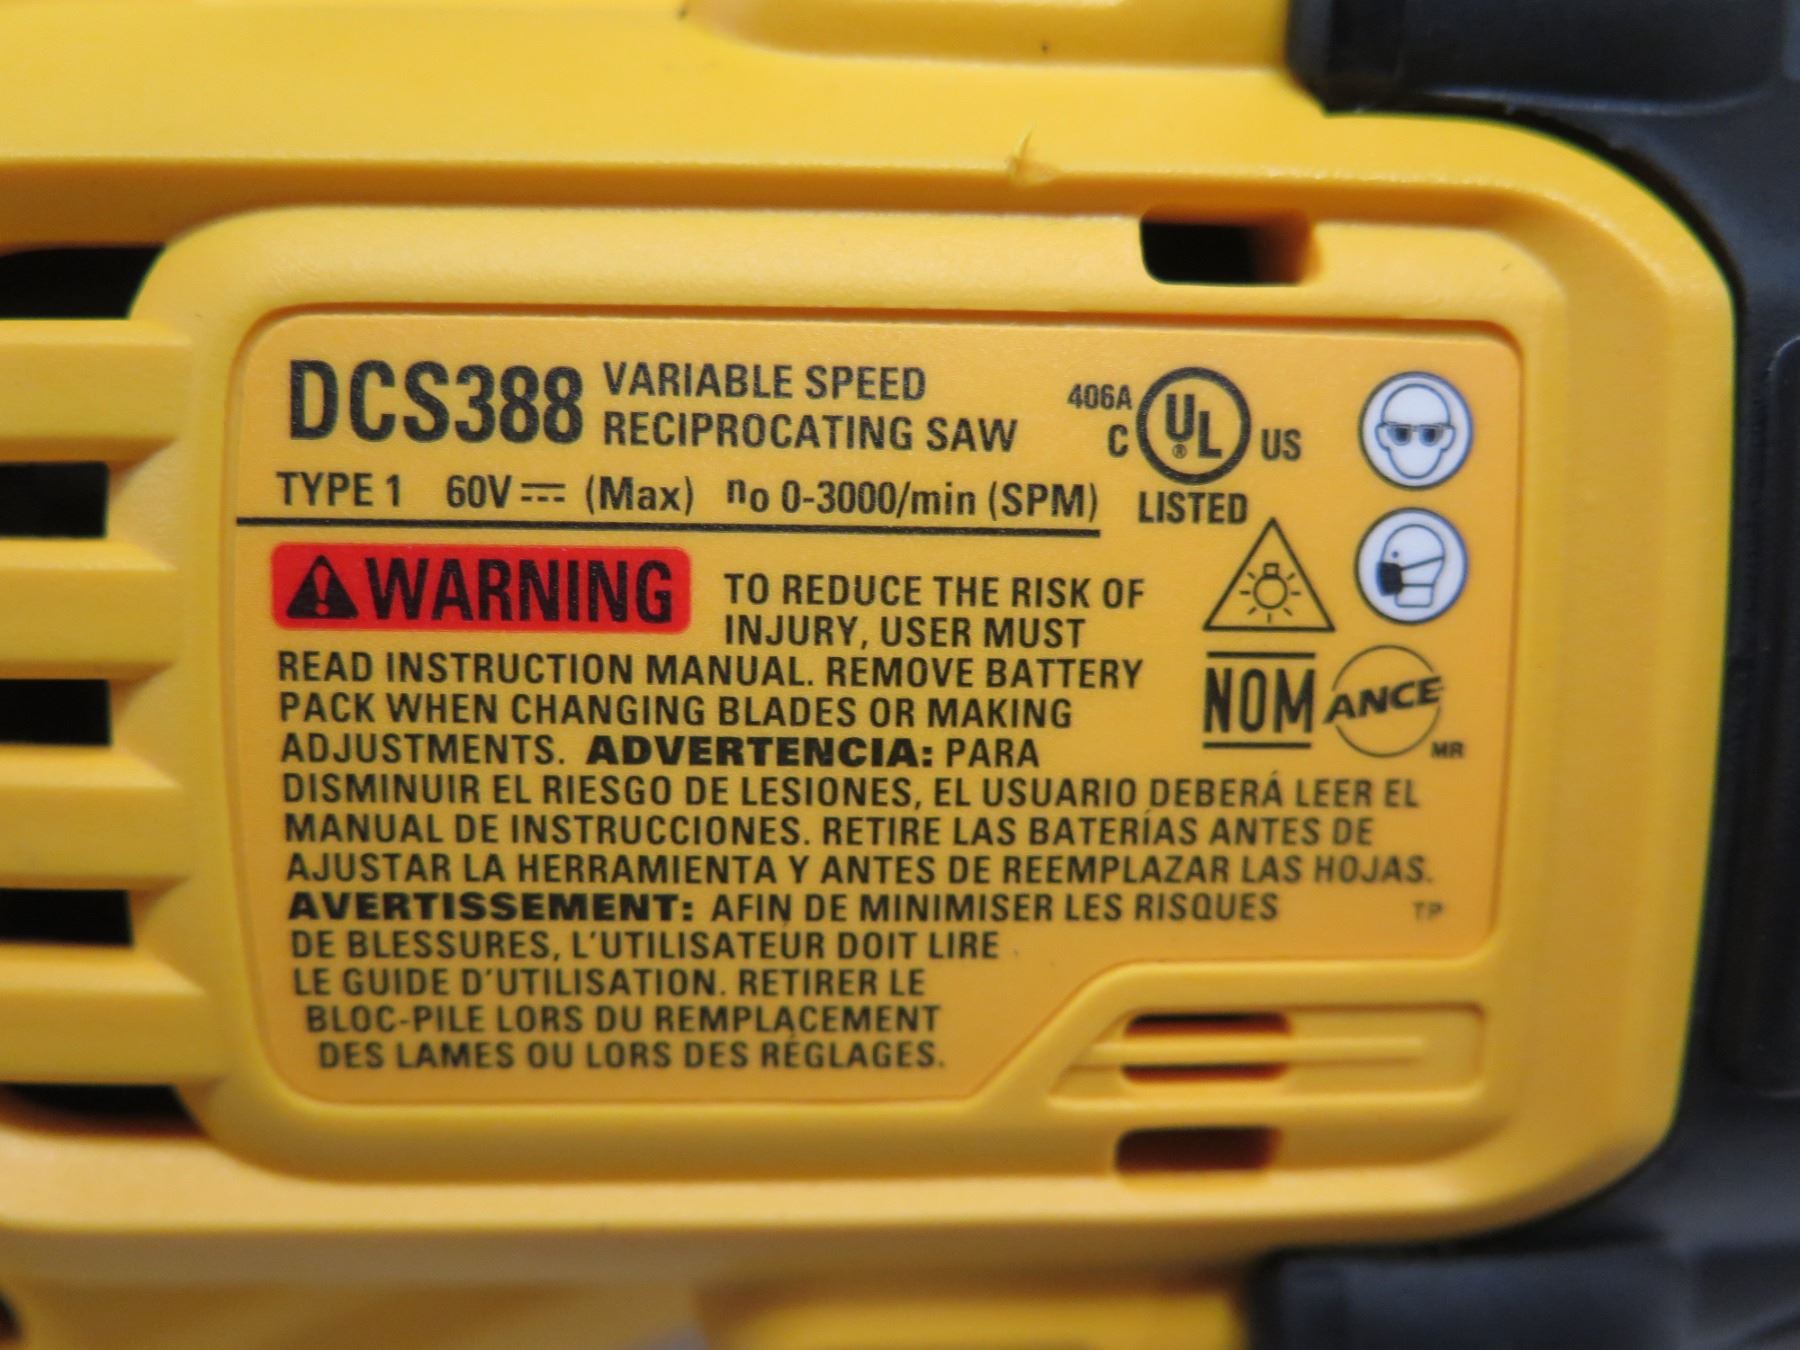 DCS388 VARIABLE SPEED
RECIPROCATING SAW
TYPE 1 60V⎓ (Max) no 0-3000/min (SPM)
406A
C UL® US
LISTED
⚠WARNING TO REDUCE THE RISK OF
INJURY, USER MUST
READ INSTRUCTION MANUAL. REMOVE BATTERY
PACK WHEN CHANGING BLADES OR MAKING
ADJUSTMENTS. ADVERTENCIA: PARA
DISMINUIR EL RIESGO DE LESIONES, EL USUARIO DEBERÁ LEER EL
MANUAL DE INSTRUCCIONES. RETIRE LAS BATERÍAS ANTES DE
AJUSTAR LA HERRAMIENTA Y ANTES DE REEMPLAZAR LAS HOJAS.
AVERTISSEMENT: AFIN DE MINIMISER LES RISQUES
DE BLESSURES, L'UTILISATEUR DOIT LIRE
LE GUIDE D'UTILISATION. RETIRER LE
BLOC-PILE LORS DU REMPLACEMENT
DES LAMES OU LORS DES RÉGLAGES.
NOM ANCE
MR
TP